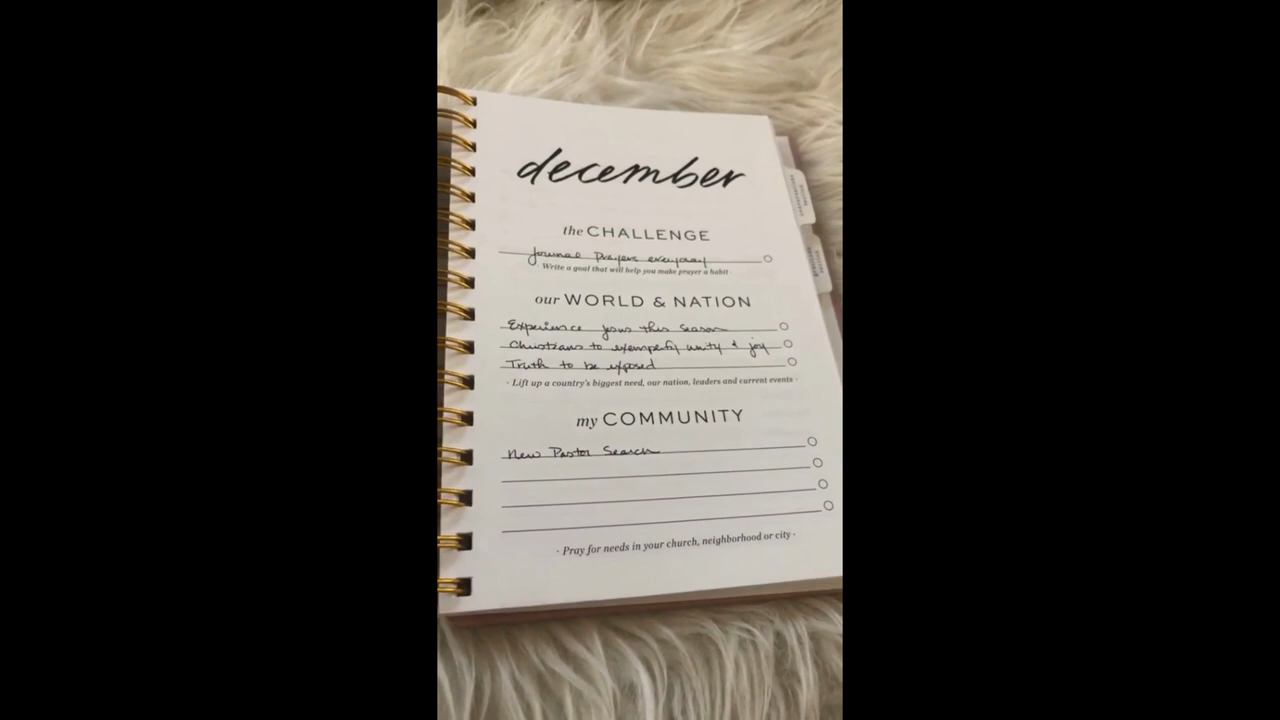 december
the CHALLENGE
Journal Prayers everyday
Write a goal that will help you make prayer a habit ·
our WORLD & NATION
Experience Jesus this Season
Christians to exemplify unity & joy
Truth to be exposed
· Lift up a country's biggest need, our nation, leaders and current events ·
my COMMUNITY
New Pastor Search
· Pray for needs in your church, neighborhood or city ·